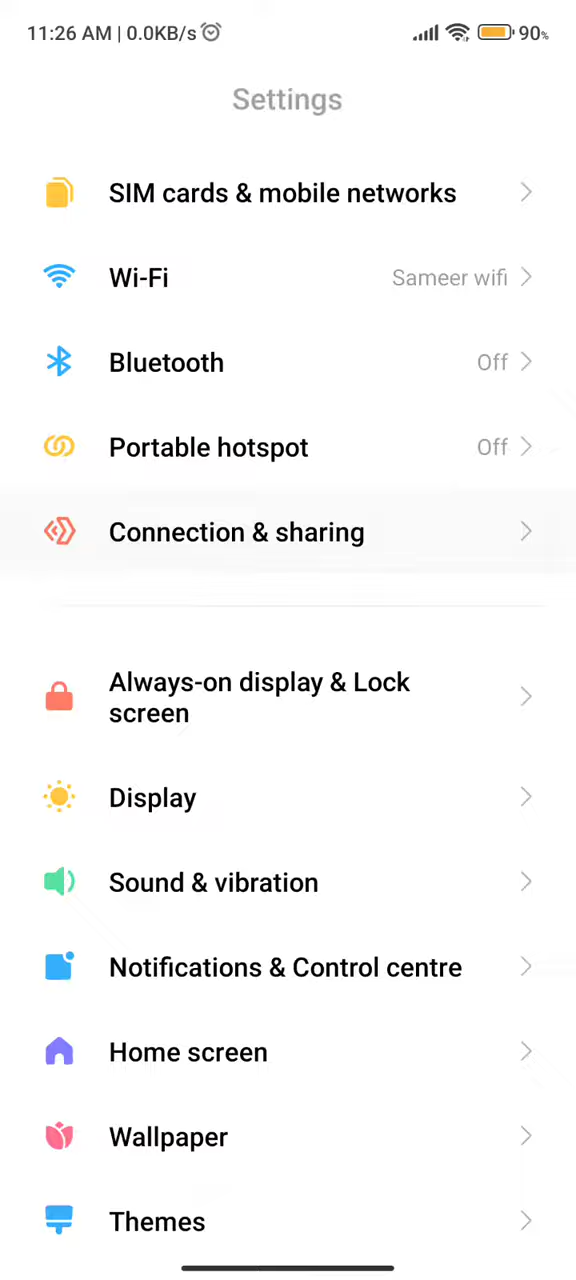 11:26 AM | 0.0KB/s 90%
Settings
SIM cards & mobile networks
Wi-Fi Sameer wifi
Bluetooth Off
Portable hotspot Off
Connection & sharing
Always-on display & Lock
screen
Display
Sound & vibration
Notifications & Control centre
Home screen
Wallpaper
Themes